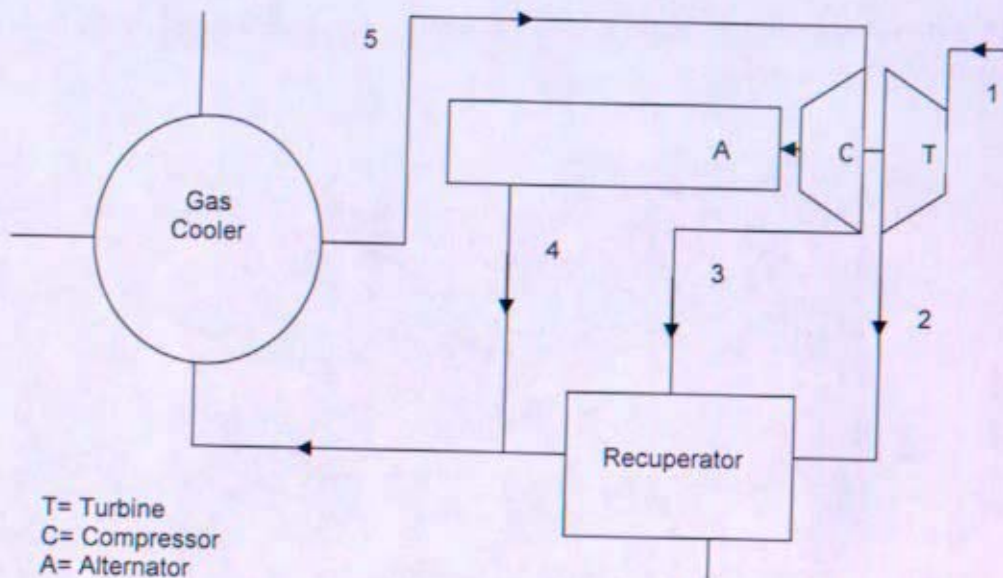 5
1
A
C
T
Gas
Cooler
4
3
2
Recuperator
T= Turbine
C= Compressor
A= Alternator